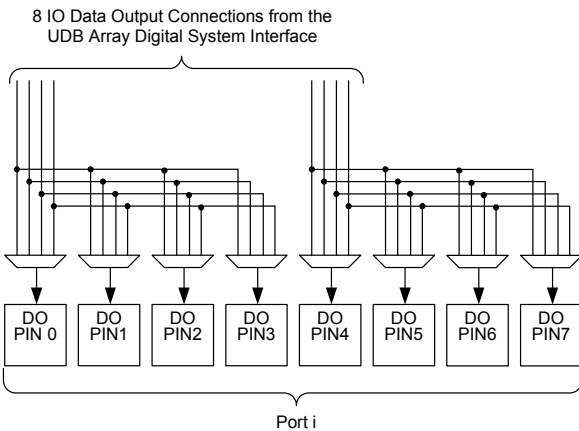 8 IO Data Output Connections from the
UDB Array Digital System Interface
DO
PIN 0
DO
PIN1
DO
PIN2
DO
PIN3
DO
PIN4
DO
PIN5
DO
PIN6
DO
PIN7
Port i